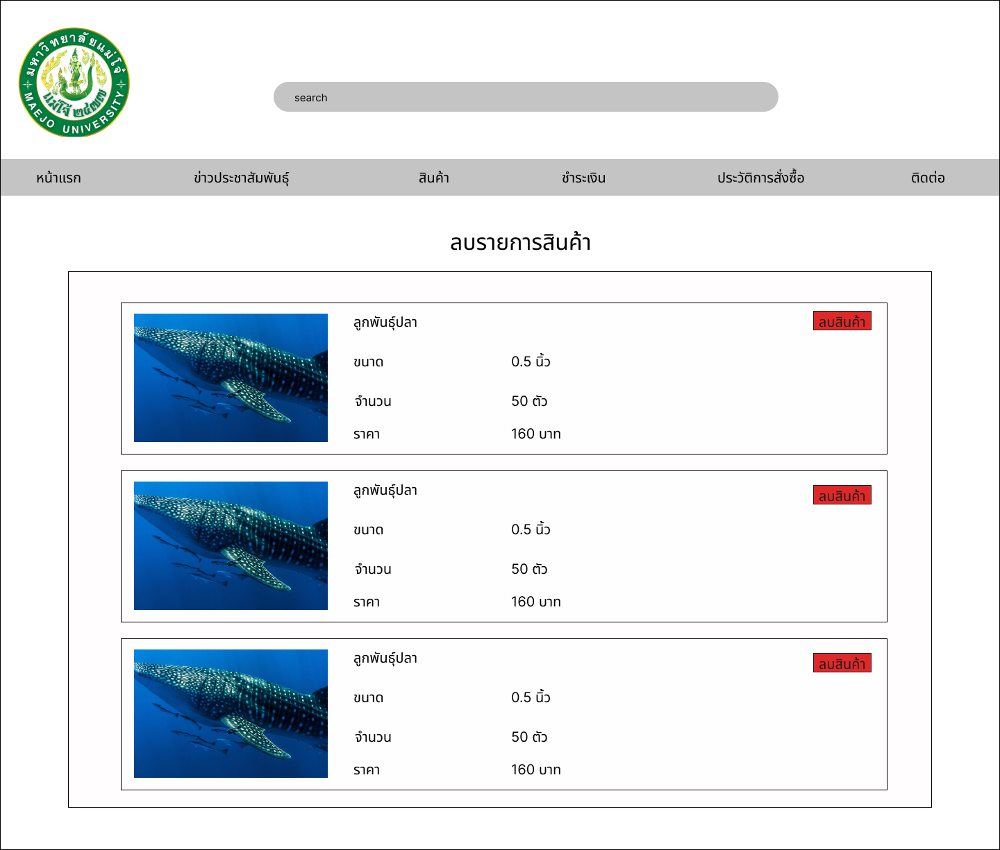 มหาวิทยาลัยแม่โจ้
แม่โจ้ ๒๔๗๗
MAEJO UNIVERSITY
search
หน้าแรก ข่าวประชาสัมพันธุ์ สินค้า ชำระเงิน ประวัติการสั่งซื้อ ติดต่อ
ลบรายการสินค้า
ลูกพันธุ์ปลา ลบสินค้า
ขนาด 0.5 นิ้ว
จำนวน 50 ตัว
ราคา 160 บาท
ลูกพันธุ์ปลา ลบสินค้า
ขนาด 0.5 นิ้ว
จำนวน 50 ตัว
ราคา 160 บาท
ลูกพันธุ์ปลา ลบสินค้า
ขนาด 0.5 นิ้ว
จำนวน 50 ตัว
ราคา 160 บาท